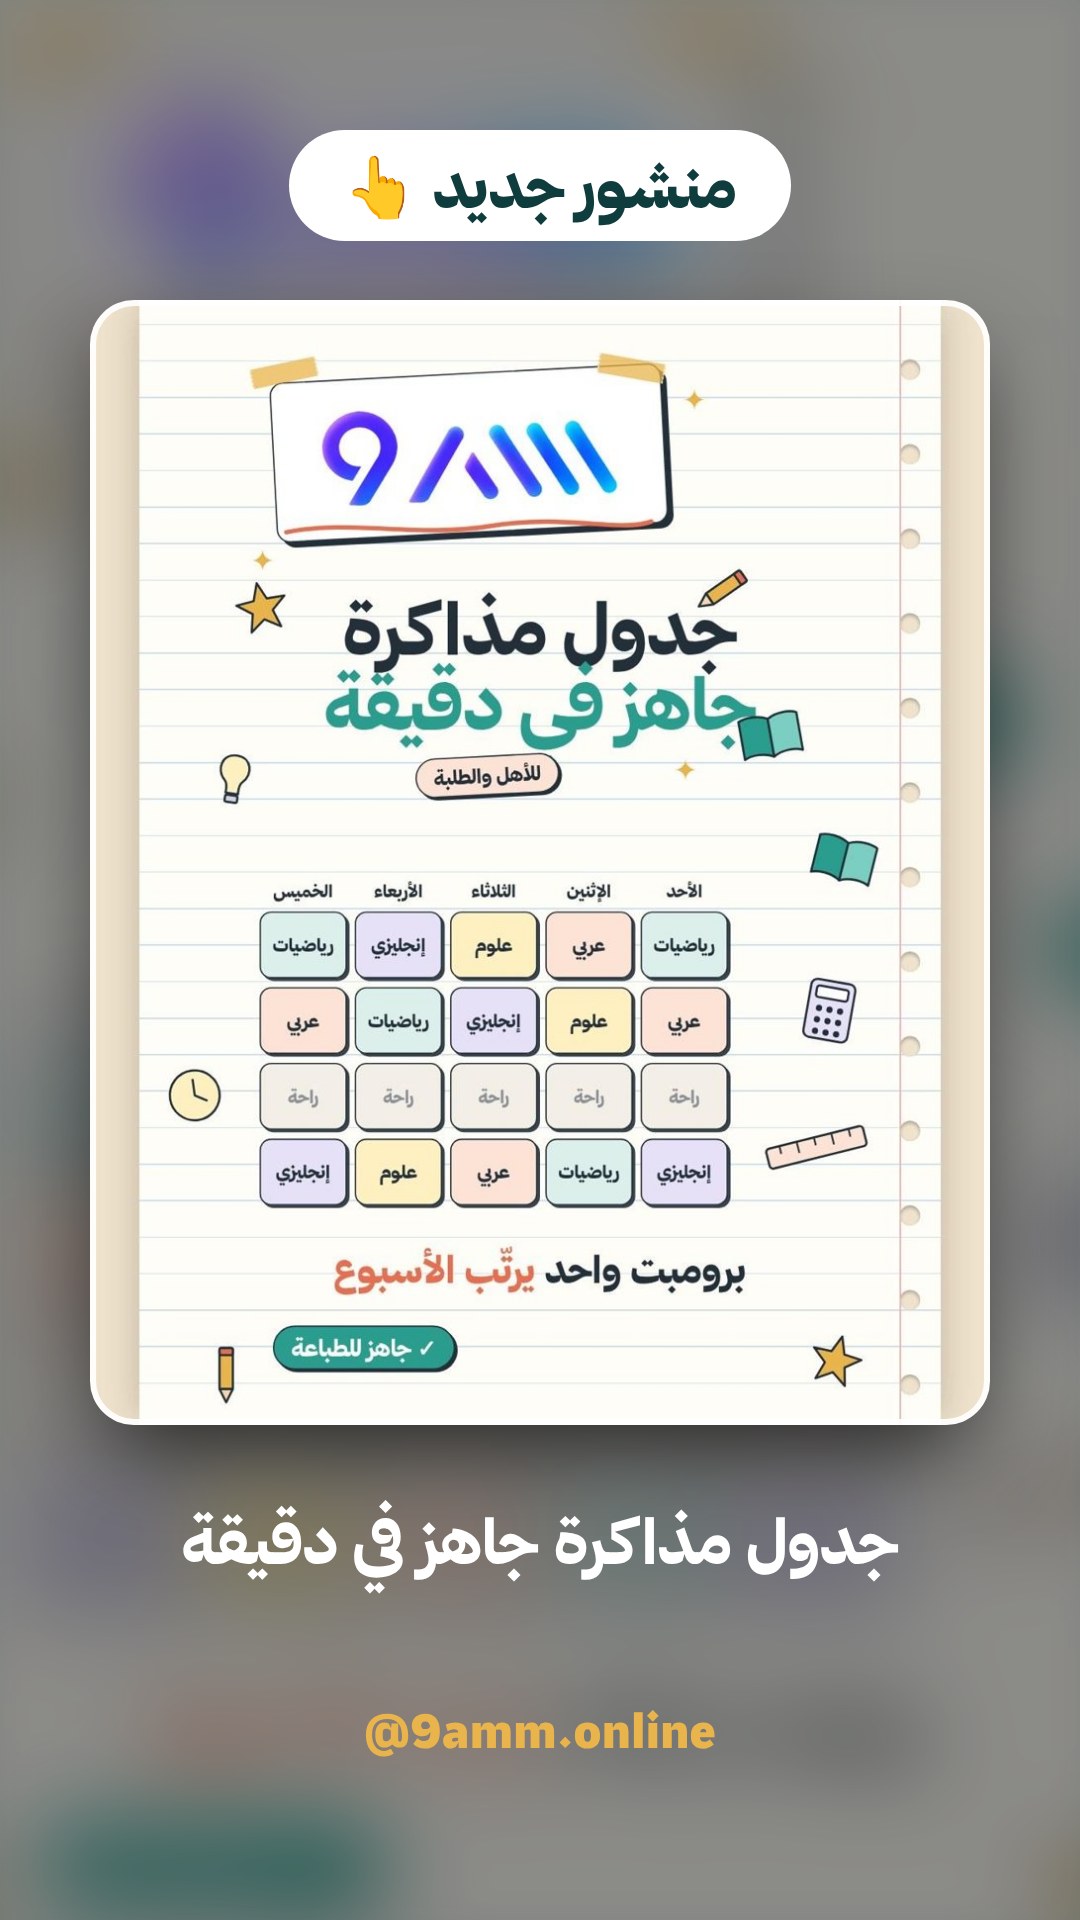 منشور جديد 👆
9AMM
جدول مذاكرة
جاهز فى دقيقة
للأهل والطلبة
الأحد الإثنين الثلاثاء الأربعاء الخميس
رياضيات عربي علوم إنجليزي رياضيات
عربي علوم إنجليزي رياضيات عربي
راحة راحة راحة راحة راحة
إنجليزي رياضيات عربي علوم إنجليزي
برومبت واحد يرتّب الأسبوع
✓ جاهز للطباعة
جدول مذاكرة جاهز في دقيقة
@9amm.online